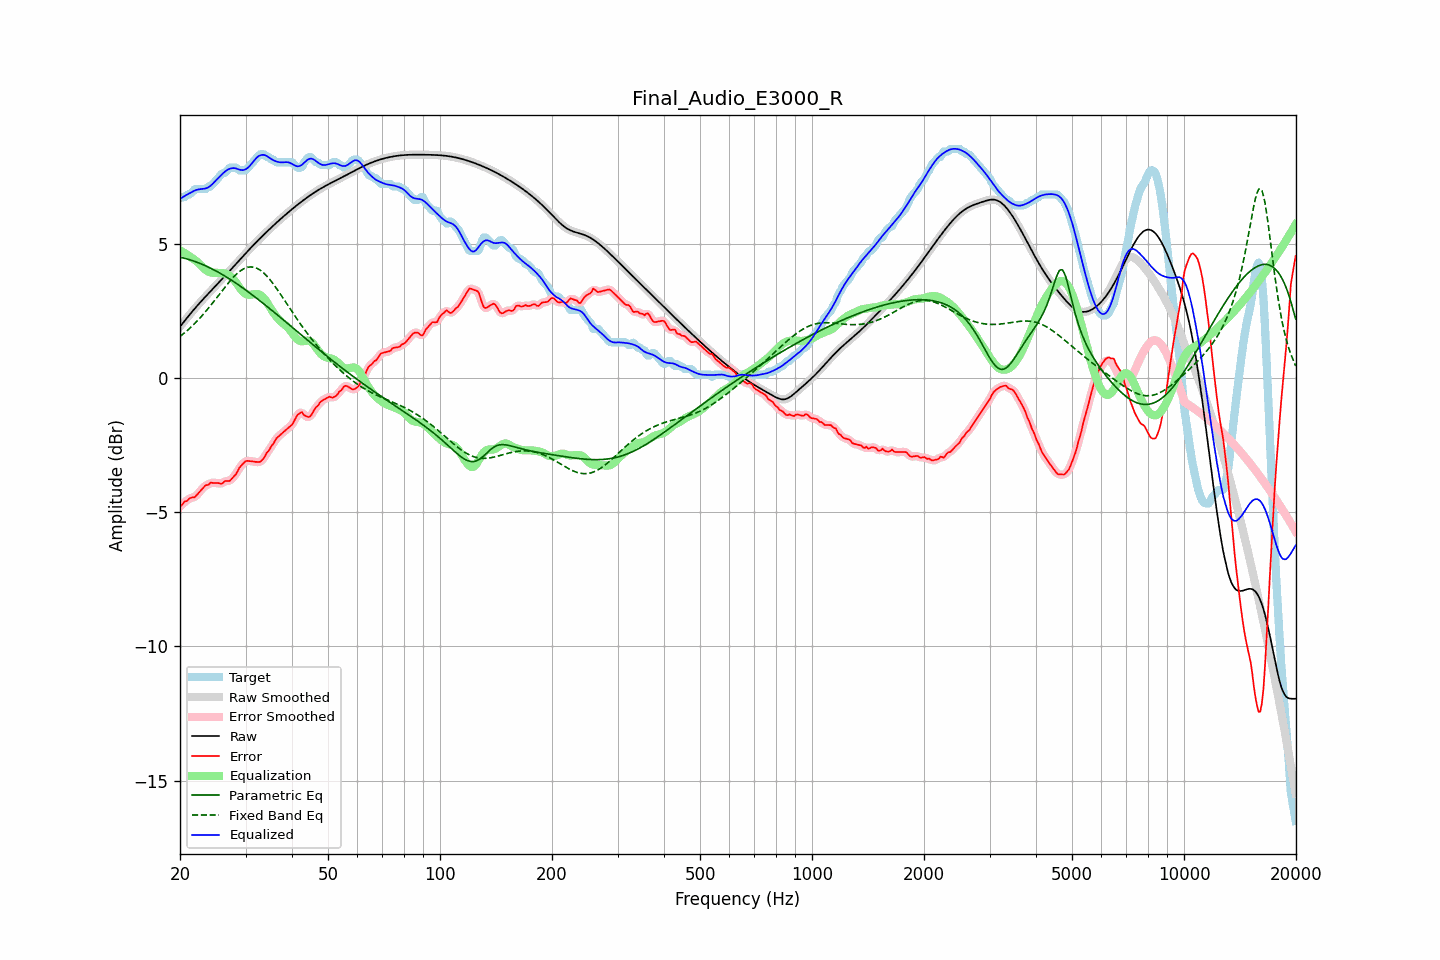 Final_Audio_E3000_R
Amplitude (dBr)
5
0
−5
−10
−15
Target
Raw Smoothed
Error Smoothed
Raw
Error
Equalization
Parametric Eq
Fixed Band Eq
Equalized
20 50 100 200 500 1000 2000 5000 10000 20000
Frequency (Hz)